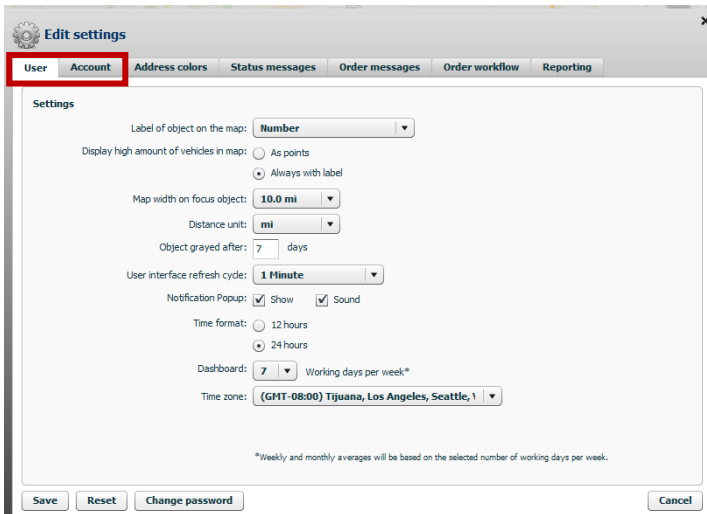 Edit settings
User Account Address colors Status messages Order messages Order workflow Reporting
Settings
Label of object on the map: Number
Display high amount of vehicles in map: As points
Always with label
Map width on focus object: 10.0 mi
Distance unit: mi
Object grayed after: 7 days
User interface refresh cycle: 1 Minute
Notification Popup: Show Sound
Time format: 12 hours
24 hours
Dashboard: 7 Working days per week*
Time zone: (GMT-08:00) Tijuana, Los Angeles, Seattle,
*Weekly and monthly averages will be based on the selected number of working days per week.
Save Reset Change password Cancel